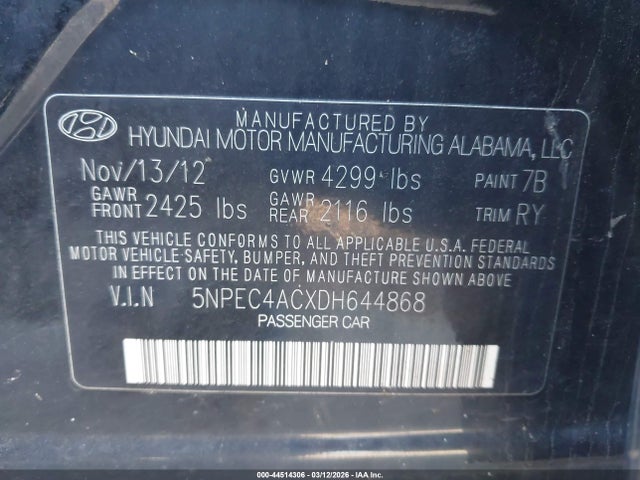 MANUFACTURED BY
HYUNDAI MOTOR MANUFACTURING ALABAMA, LLC
Nov/13/12 GVWR 4299 lbs PAINT 7B
GAWR FRONT 2425 lbs GAWR REAR 2116 lbs TRIM RY
THIS VEHICLE CONFORMS TO ALL APPLICABLE U.S.A. FEDERAL
MOTOR VEHICLE SAFETY, BUMPER, AND THEFT PREVENTION STANDARDS
IN EFFECT ON THE DATE OF MANUFACTURE SHOWN ABOVE
V.I.N 5NPEC4ACXDH644868
PASSENGER CAR
000-44514306 - 03/12/2026 - IAA Inc.